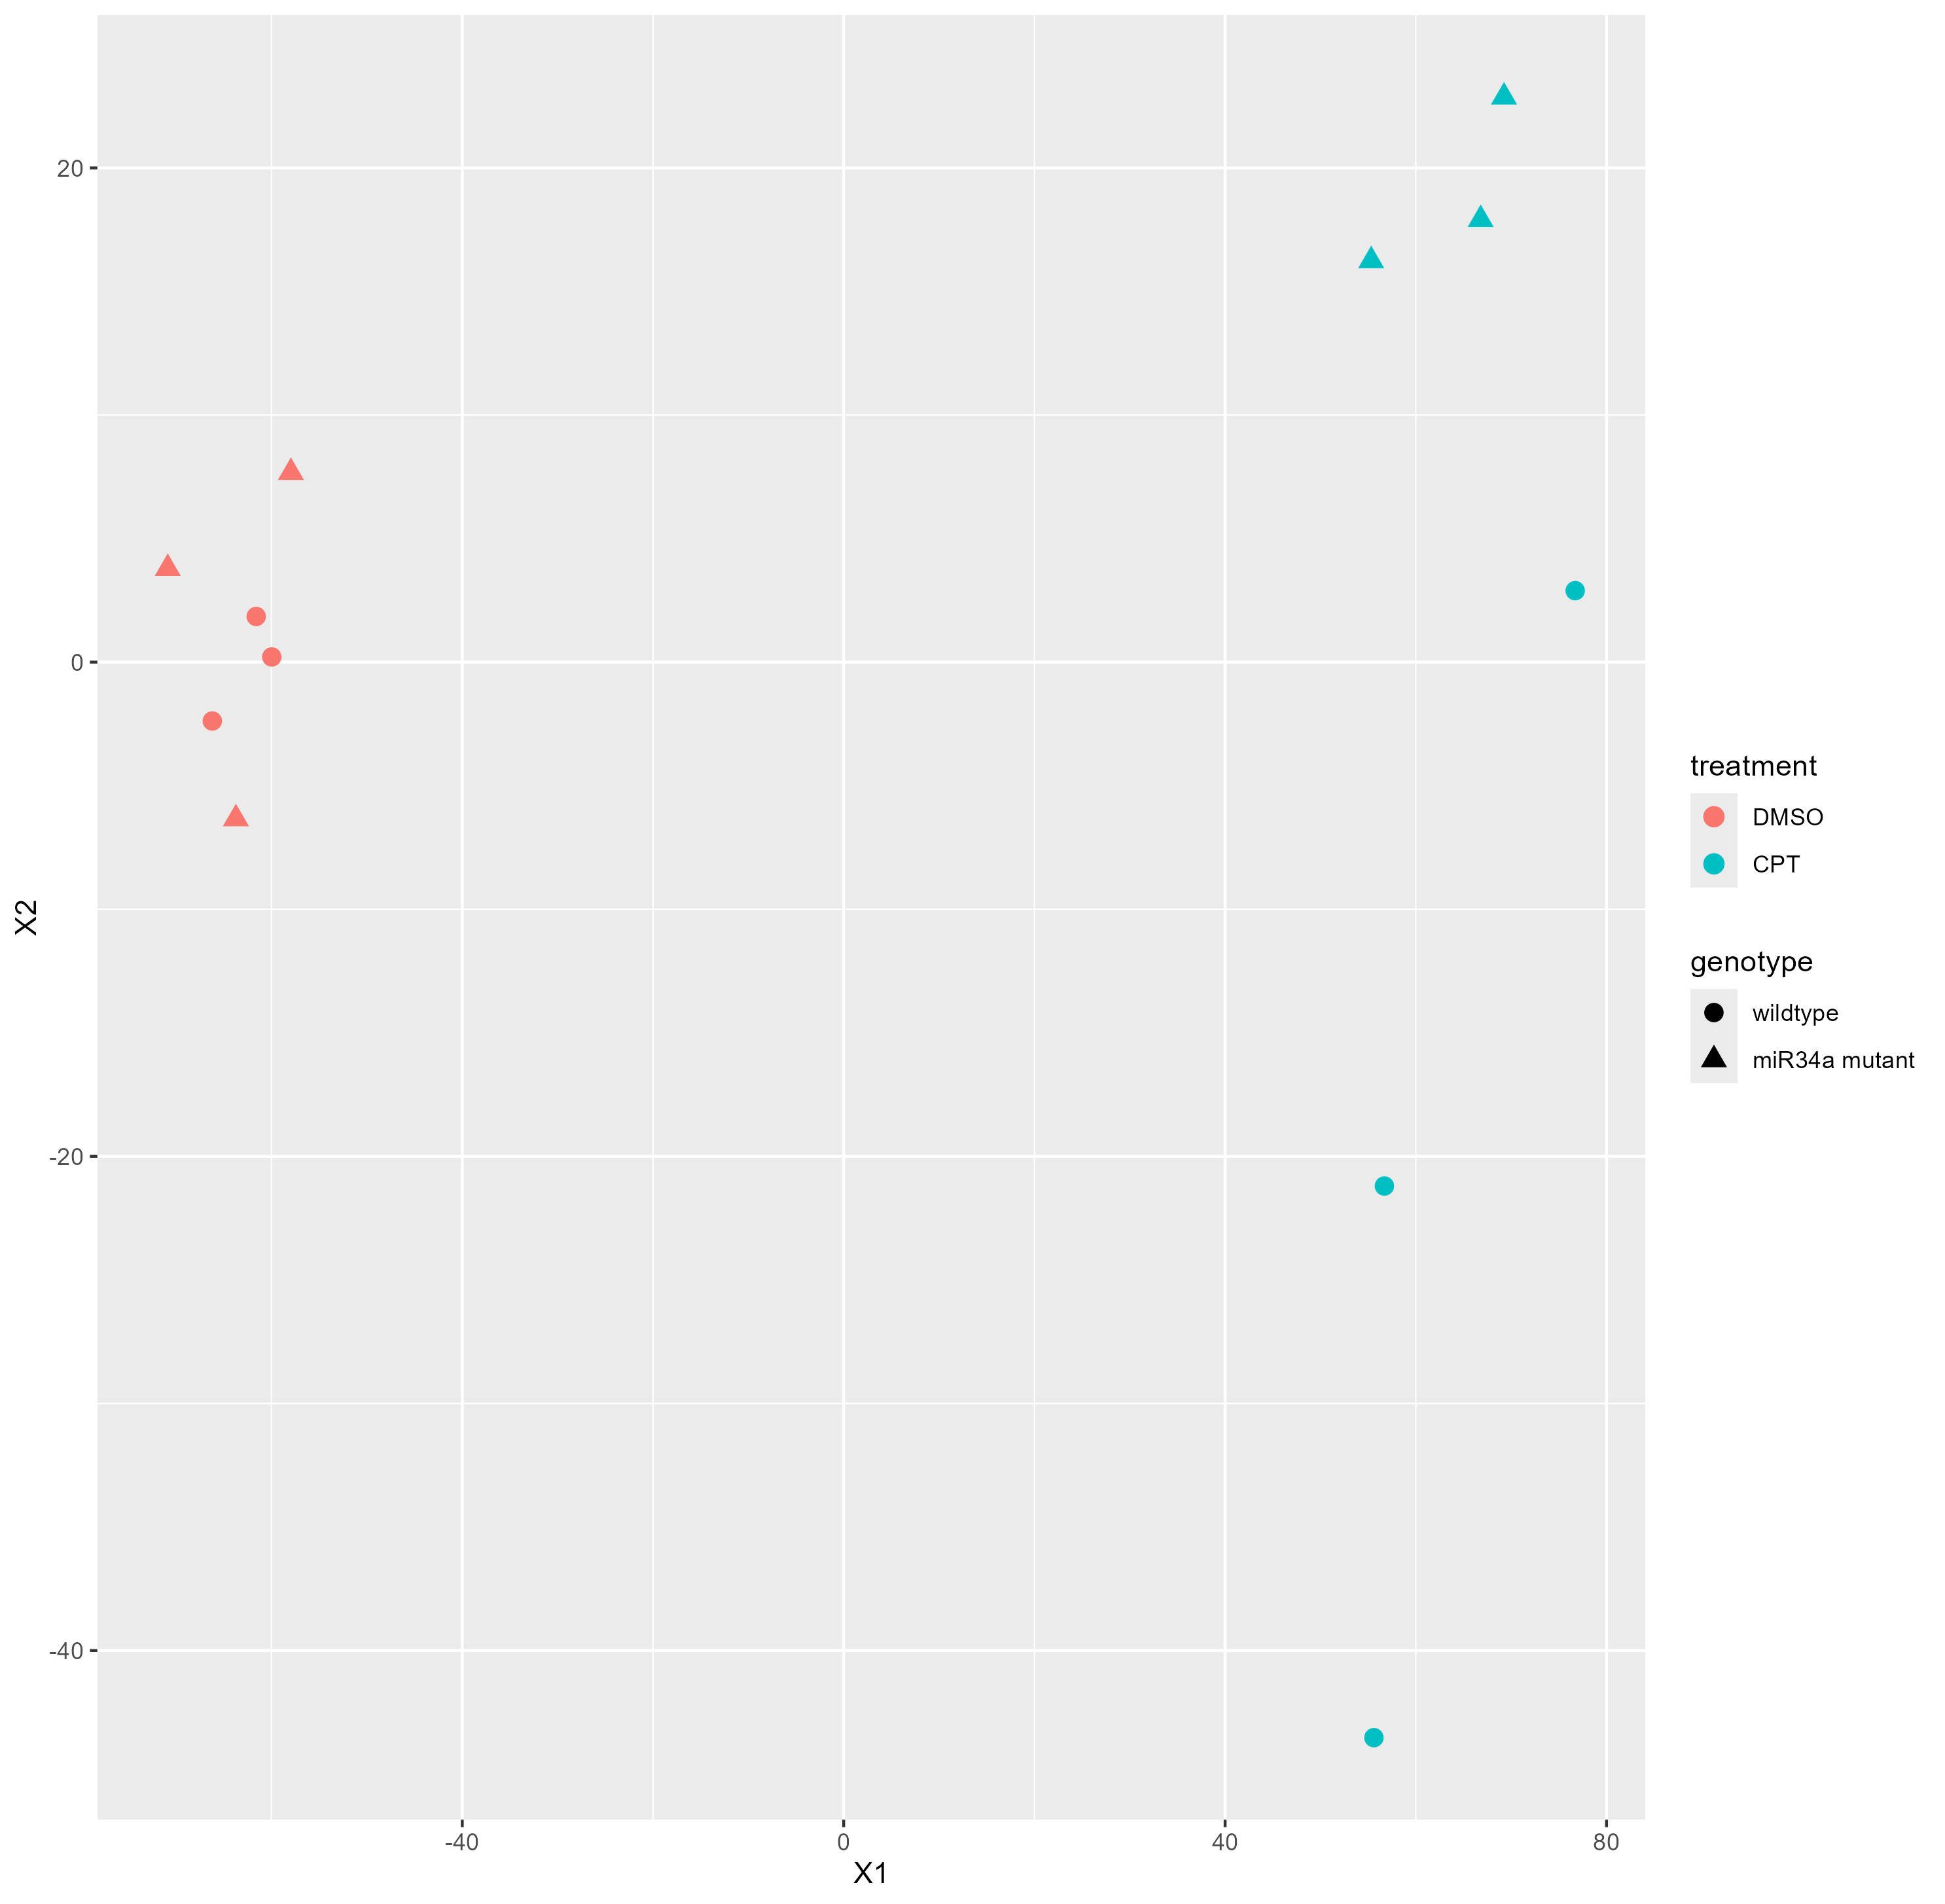 20
0
-20
-40
X2
-40
0
40
80
X1
treatment
DMSO
CPT
genotype
wildtype
miR34a mutant